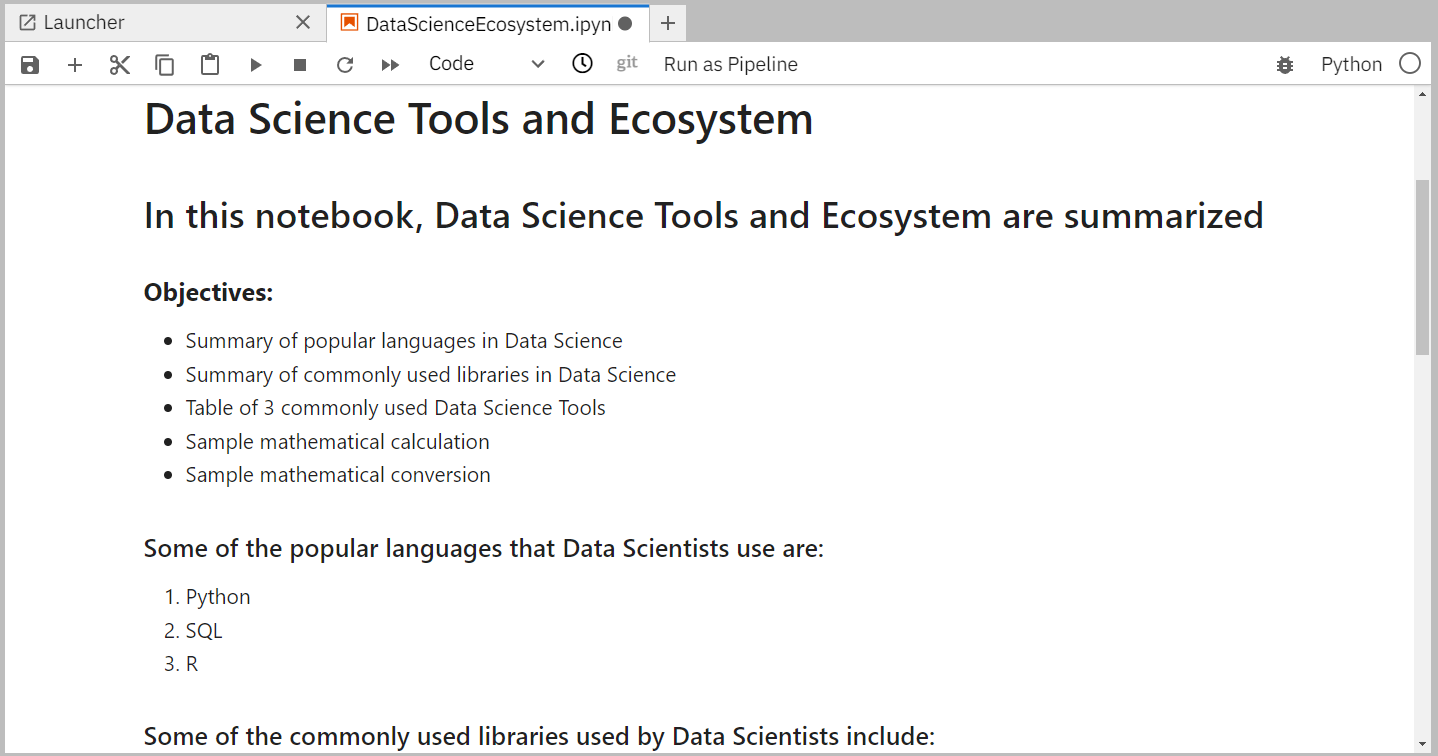 Launcher
DataScienceEcosystem.ipyn
Code git Run as Pipeline Python
Data Science Tools and Ecosystem
In this notebook, Data Science Tools and Ecosystem are summarized
Objectives:
• Summary of popular languages in Data Science
• Summary of commonly used libraries in Data Science
• Table of 3 commonly used Data Science Tools
• Sample mathematical calculation
• Sample mathematical conversion
Some of the popular languages that Data Scientists use are:
1. Python
2. SQL
3. R
Some of the commonly used libraries used by Data Scientists include: